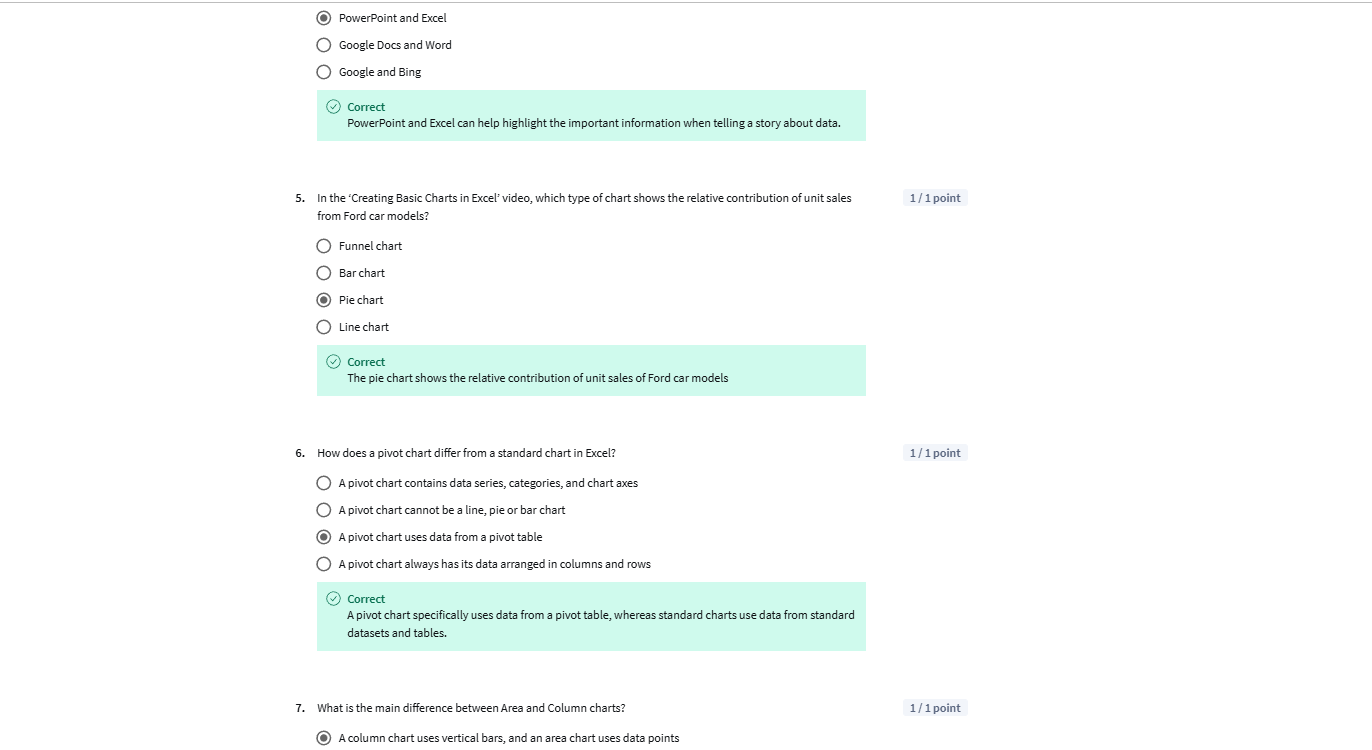 PowerPoint and Excel
Google Docs and Word
Google and Bing
Correct
PowerPoint and Excel can help highlight the important information when telling a story about data.
5. In the ‘Creating Basic Charts in Excel’ video, which type of chart shows the relative contribution of unit sales 1 / 1 point
from Ford car models?
Funnel chart
Bar chart
Pie chart
Line chart
Correct
The pie chart shows the relative contribution of unit sales of Ford car models
6. How does a pivot chart differ from a standard chart in Excel? 1 / 1 point
A pivot chart contains data series, categories, and chart axes
A pivot chart cannot be a line, pie or bar chart
A pivot chart uses data from a pivot table
A pivot chart always has its data arranged in columns and rows
Correct
A pivot chart specifically uses data from a pivot table, whereas standard charts use data from standard
datasets and tables.
7. What is the main difference between Area and Column charts? 1 / 1 point
A column chart uses vertical bars, and an area chart uses data points